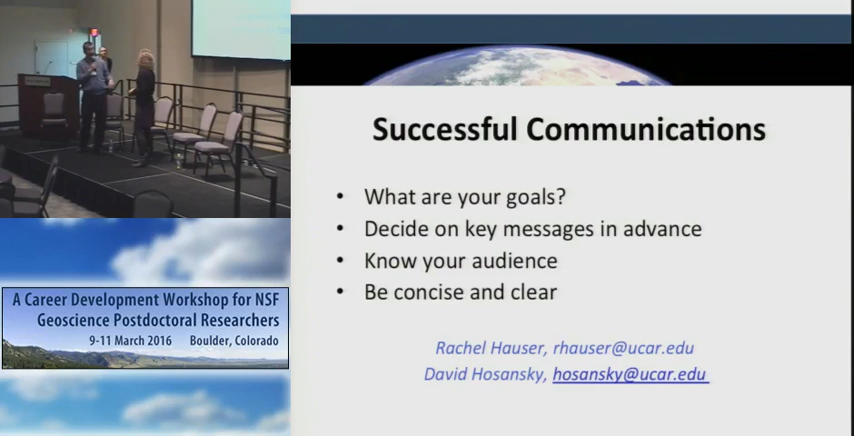 Successful Communications
• What are your goals?
• Decide on key messages in advance
• Know your audience
• Be concise and clear
Rachel Hauser, rhauser@ucar.edu
David Hosansky, hosansky@ucar.edu
A Career Development Workshop for NSF
Geoscience Postdoctoral Researchers
9-11 March 2016 Boulder, Colorado